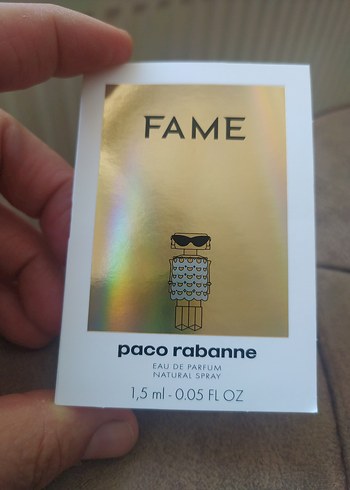 FAME
paco rabanne
EAU DE PARFUM
NATURAL SPRAY
1,5 ml - 0.05 FL OZ